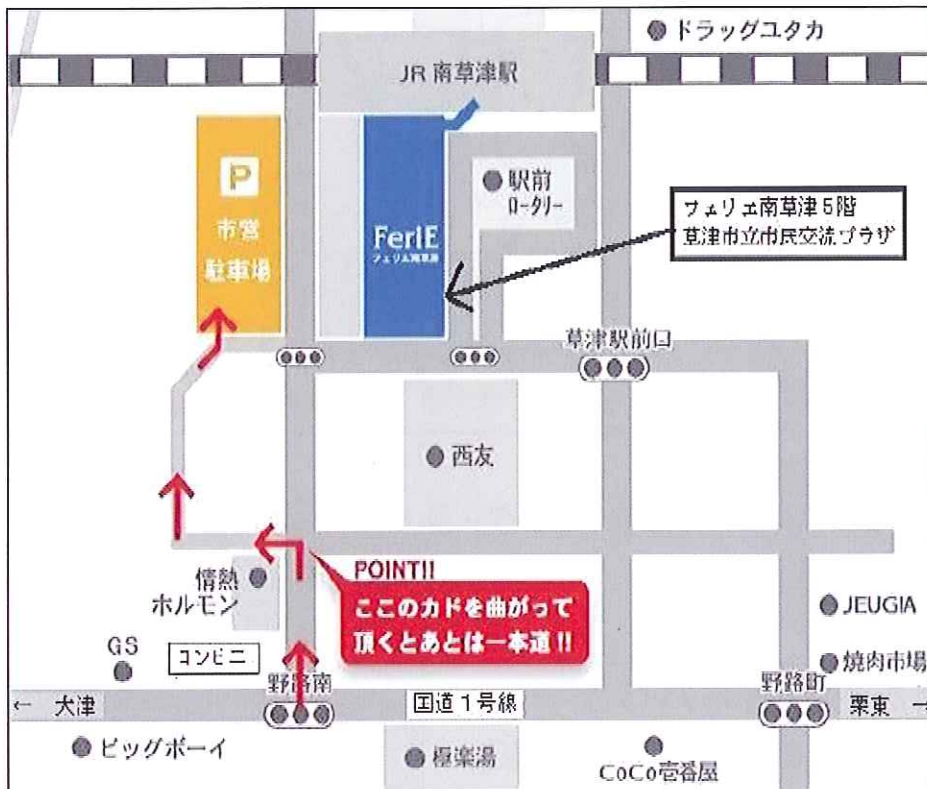 ドラッグユタカ
JR 南草津駅
P
市営
駐車場
駅前
ロータリー
FerIE
フェリエ南草津
フェリエ南草津5階
草津市立市民交流プラザ
草津駅前口
西友
POINT!!
ここのカドを曲がって
頂くとあとは一本道!!
情熱
ホルモン
JEUGIA
GS
コンビニ
焼肉市場
野路南
野路町
← 大津
国道1号線
栗東 →
ビッグボーイ
極楽湯
CoCo壱番屋